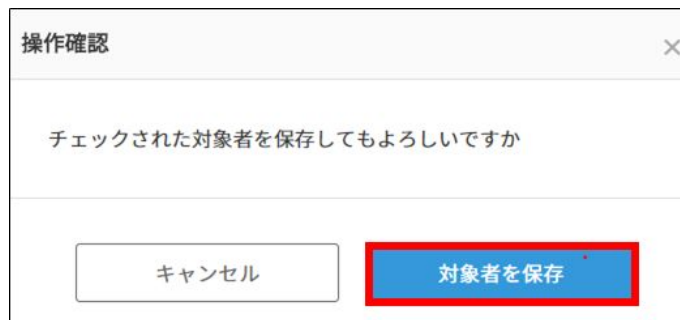 操作確認
チェックされた対象者を保存してもよろしいですか
キャンセル
対象者を保存